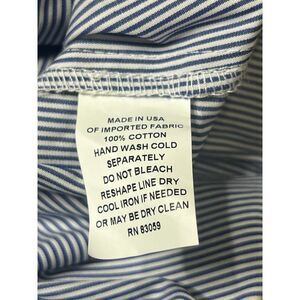 MADE IN USA
OF IMPORTED FABRIC
100% COTTON
HAND WASH COLD
SEPARATELY
DO NOT BLEACH
RESHAPE LINE DRY
COOL IRON IF NEEDED
OR MAY BE DRY CLEAN
RN 83059